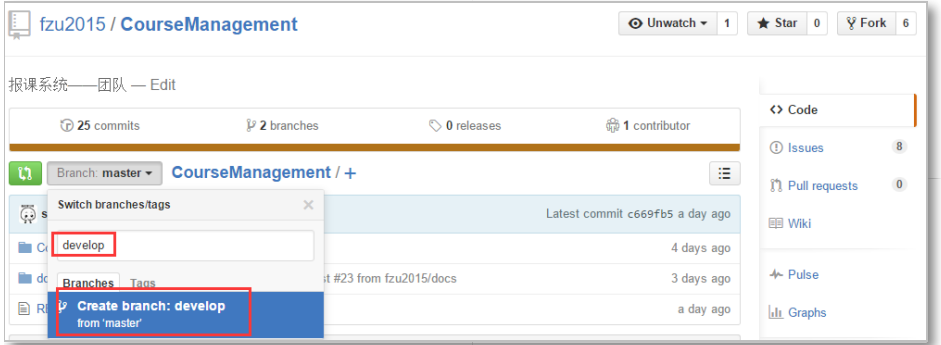 fzu2015 / CourseManagement
Unwatch 1 Star 0 Fork 6
报课系统——团队 — Edit
25 commits 2 branches 0 releases 1 contributor
Branch: master CourseManagement / +
Switch branches/tags
Latest commit c669fb5 a day ago
develop
4 days ago
Branches Tags
#23 from fzu2015/docs 3 days ago
Create branch: develop
from 'master'
a day ago
Code
Issues 8
Pull requests 0
Wiki
Pulse
Graphs